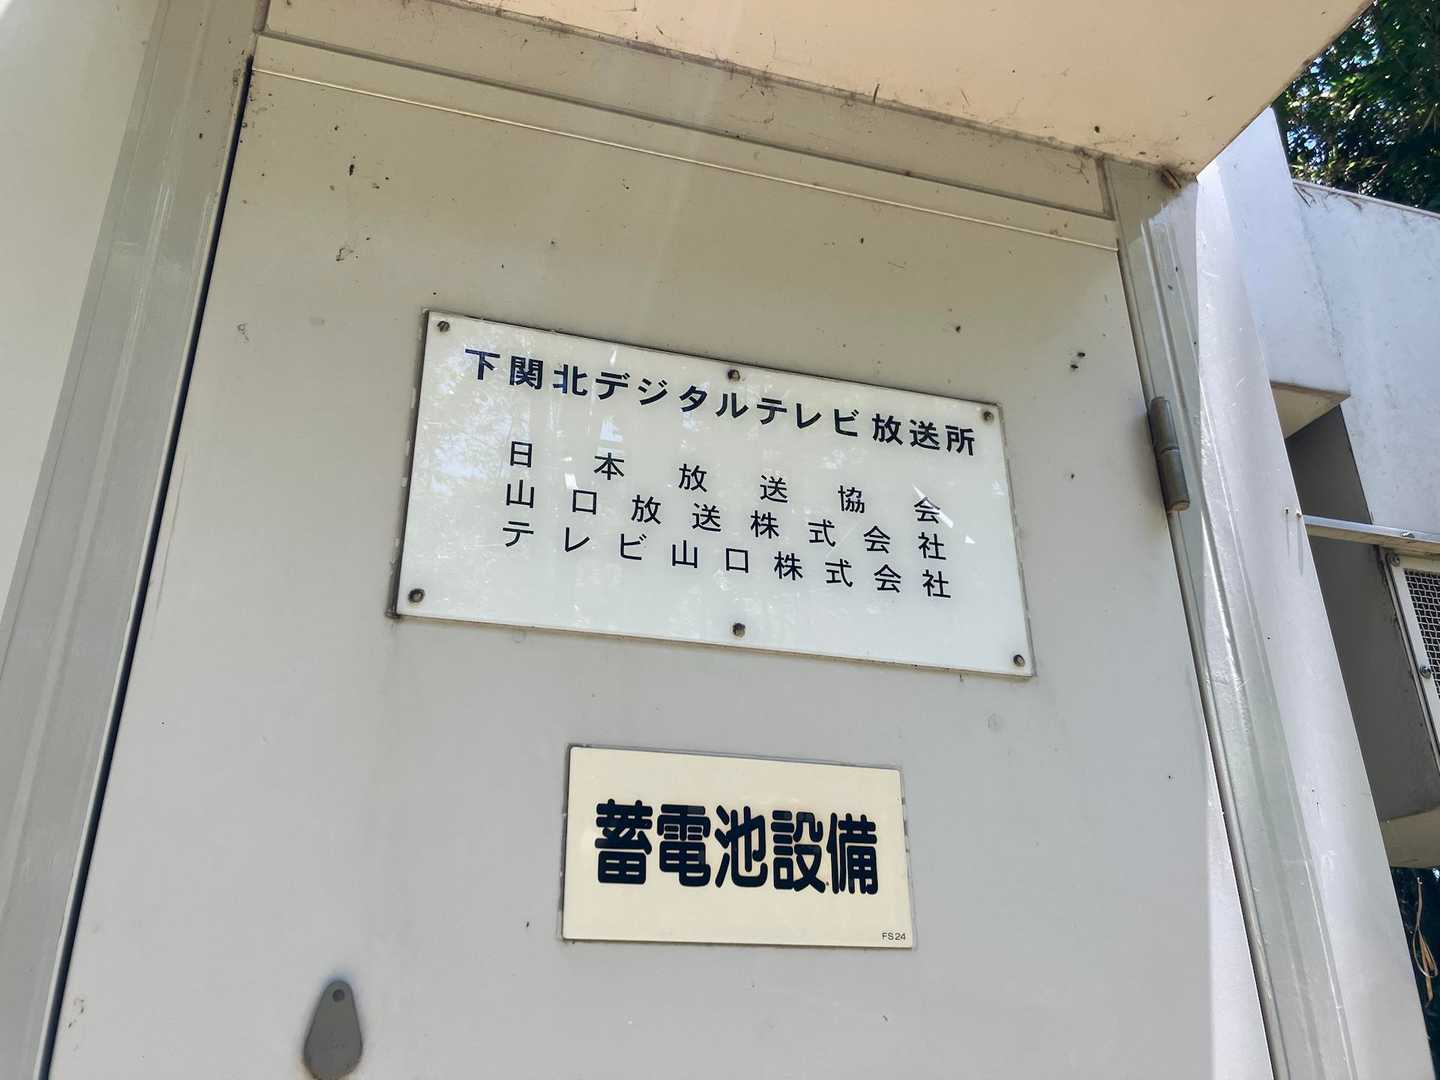 下関北デジタルテレビ放送所
日本放送協会
山口放送株式会社
テレビ山口株式会社
蓄電池設備
FS24